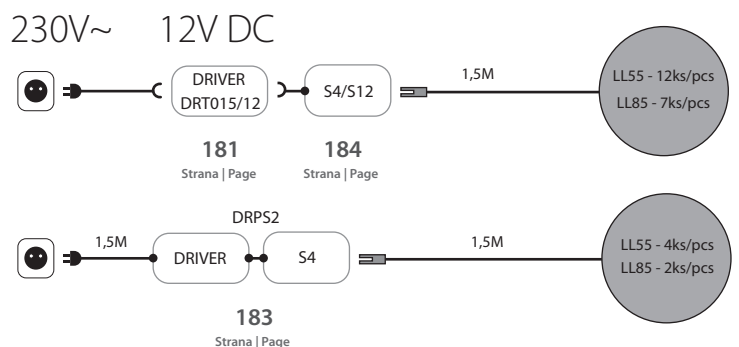 230V~ 12V DC
DRIVER
DRT015/12
S4/S12
1,5M
LL55 - 12ks/pcs
LL85 - 7ks/pcs
181
Strana | Page
184
Strana | Page
DRPS2
1,5M
DRIVER
S4
1,5M
LL55 - 4ks/pcs
LL85 - 2ks/pcs
183
Strana | Page